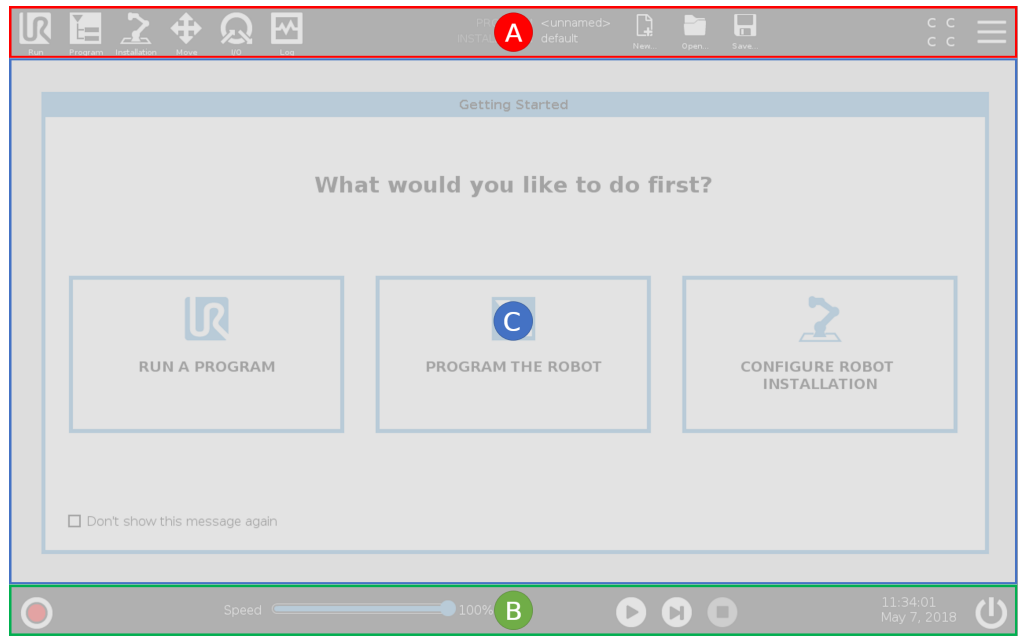 <unnamed>
default
Run
Program
Installation
Move
I/O
Log
New...
Open...
Save...
C C
C C
A
Getting Started
What would you like to do first?
C
RUN A PROGRAM
PROGRAM THE ROBOT
CONFIGURE ROBOT
INSTALLATION
Don't show this message again
Speed
100%
B
11:34:01
May 7, 2018